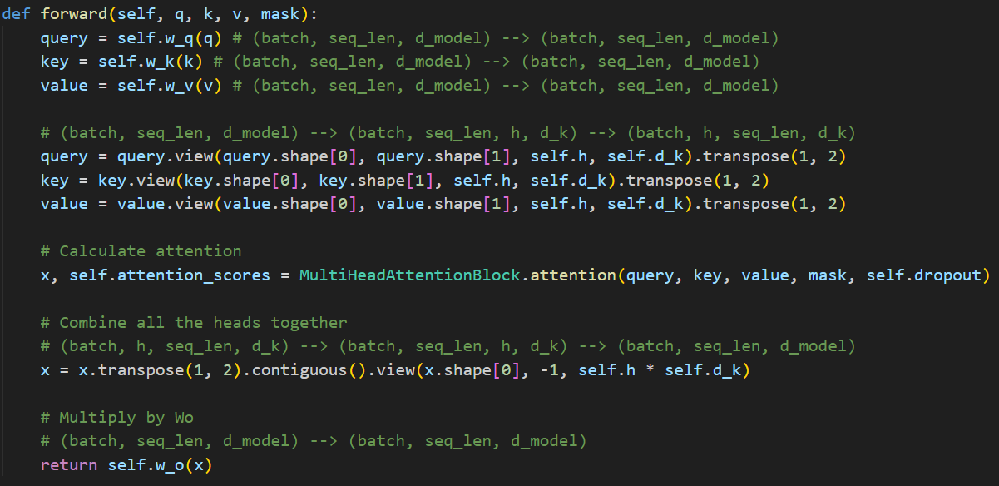 def forward(self, q, k, v, mask):
    query = self.w_q(q) # (batch, seq_len, d_model) --> (batch, seq_len, d_model)
    key = self.w_k(k) # (batch, seq_len, d_model) --> (batch, seq_len, d_model)
    value = self.w_v(v) # (batch, seq_len, d_model) --> (batch, seq_len, d_model)

    # (batch, seq_len, d_model) --> (batch, seq_len, h, d_k) --> (batch, h, seq_len, d_k)
    query = query.view(query.shape[0], query.shape[1], self.h, self.d_k).transpose(1, 2)
    key = key.view(key.shape[0], key.shape[1], self.h, self.d_k).transpose(1, 2)
    value = value.view(value.shape[0], value.shape[1], self.h, self.d_k).transpose(1, 2)

    # Calculate attention
    x, self.attention_scores = MultiHeadAttentionBlock.attention(query, key, value, mask, self.dropout)

    # Combine all the heads together
    # (batch, h, seq_len, d_k) --> (batch, seq_len, h, d_k) --> (batch, seq_len, d_model)
    x = x.transpose(1, 2).contiguous().view(x.shape[0], -1, self.h * self.d_k)

    # Multiply by Wo
    # (batch, seq_len, d_model) --> (batch, seq_len, d_model)
    return self.w_o(x)